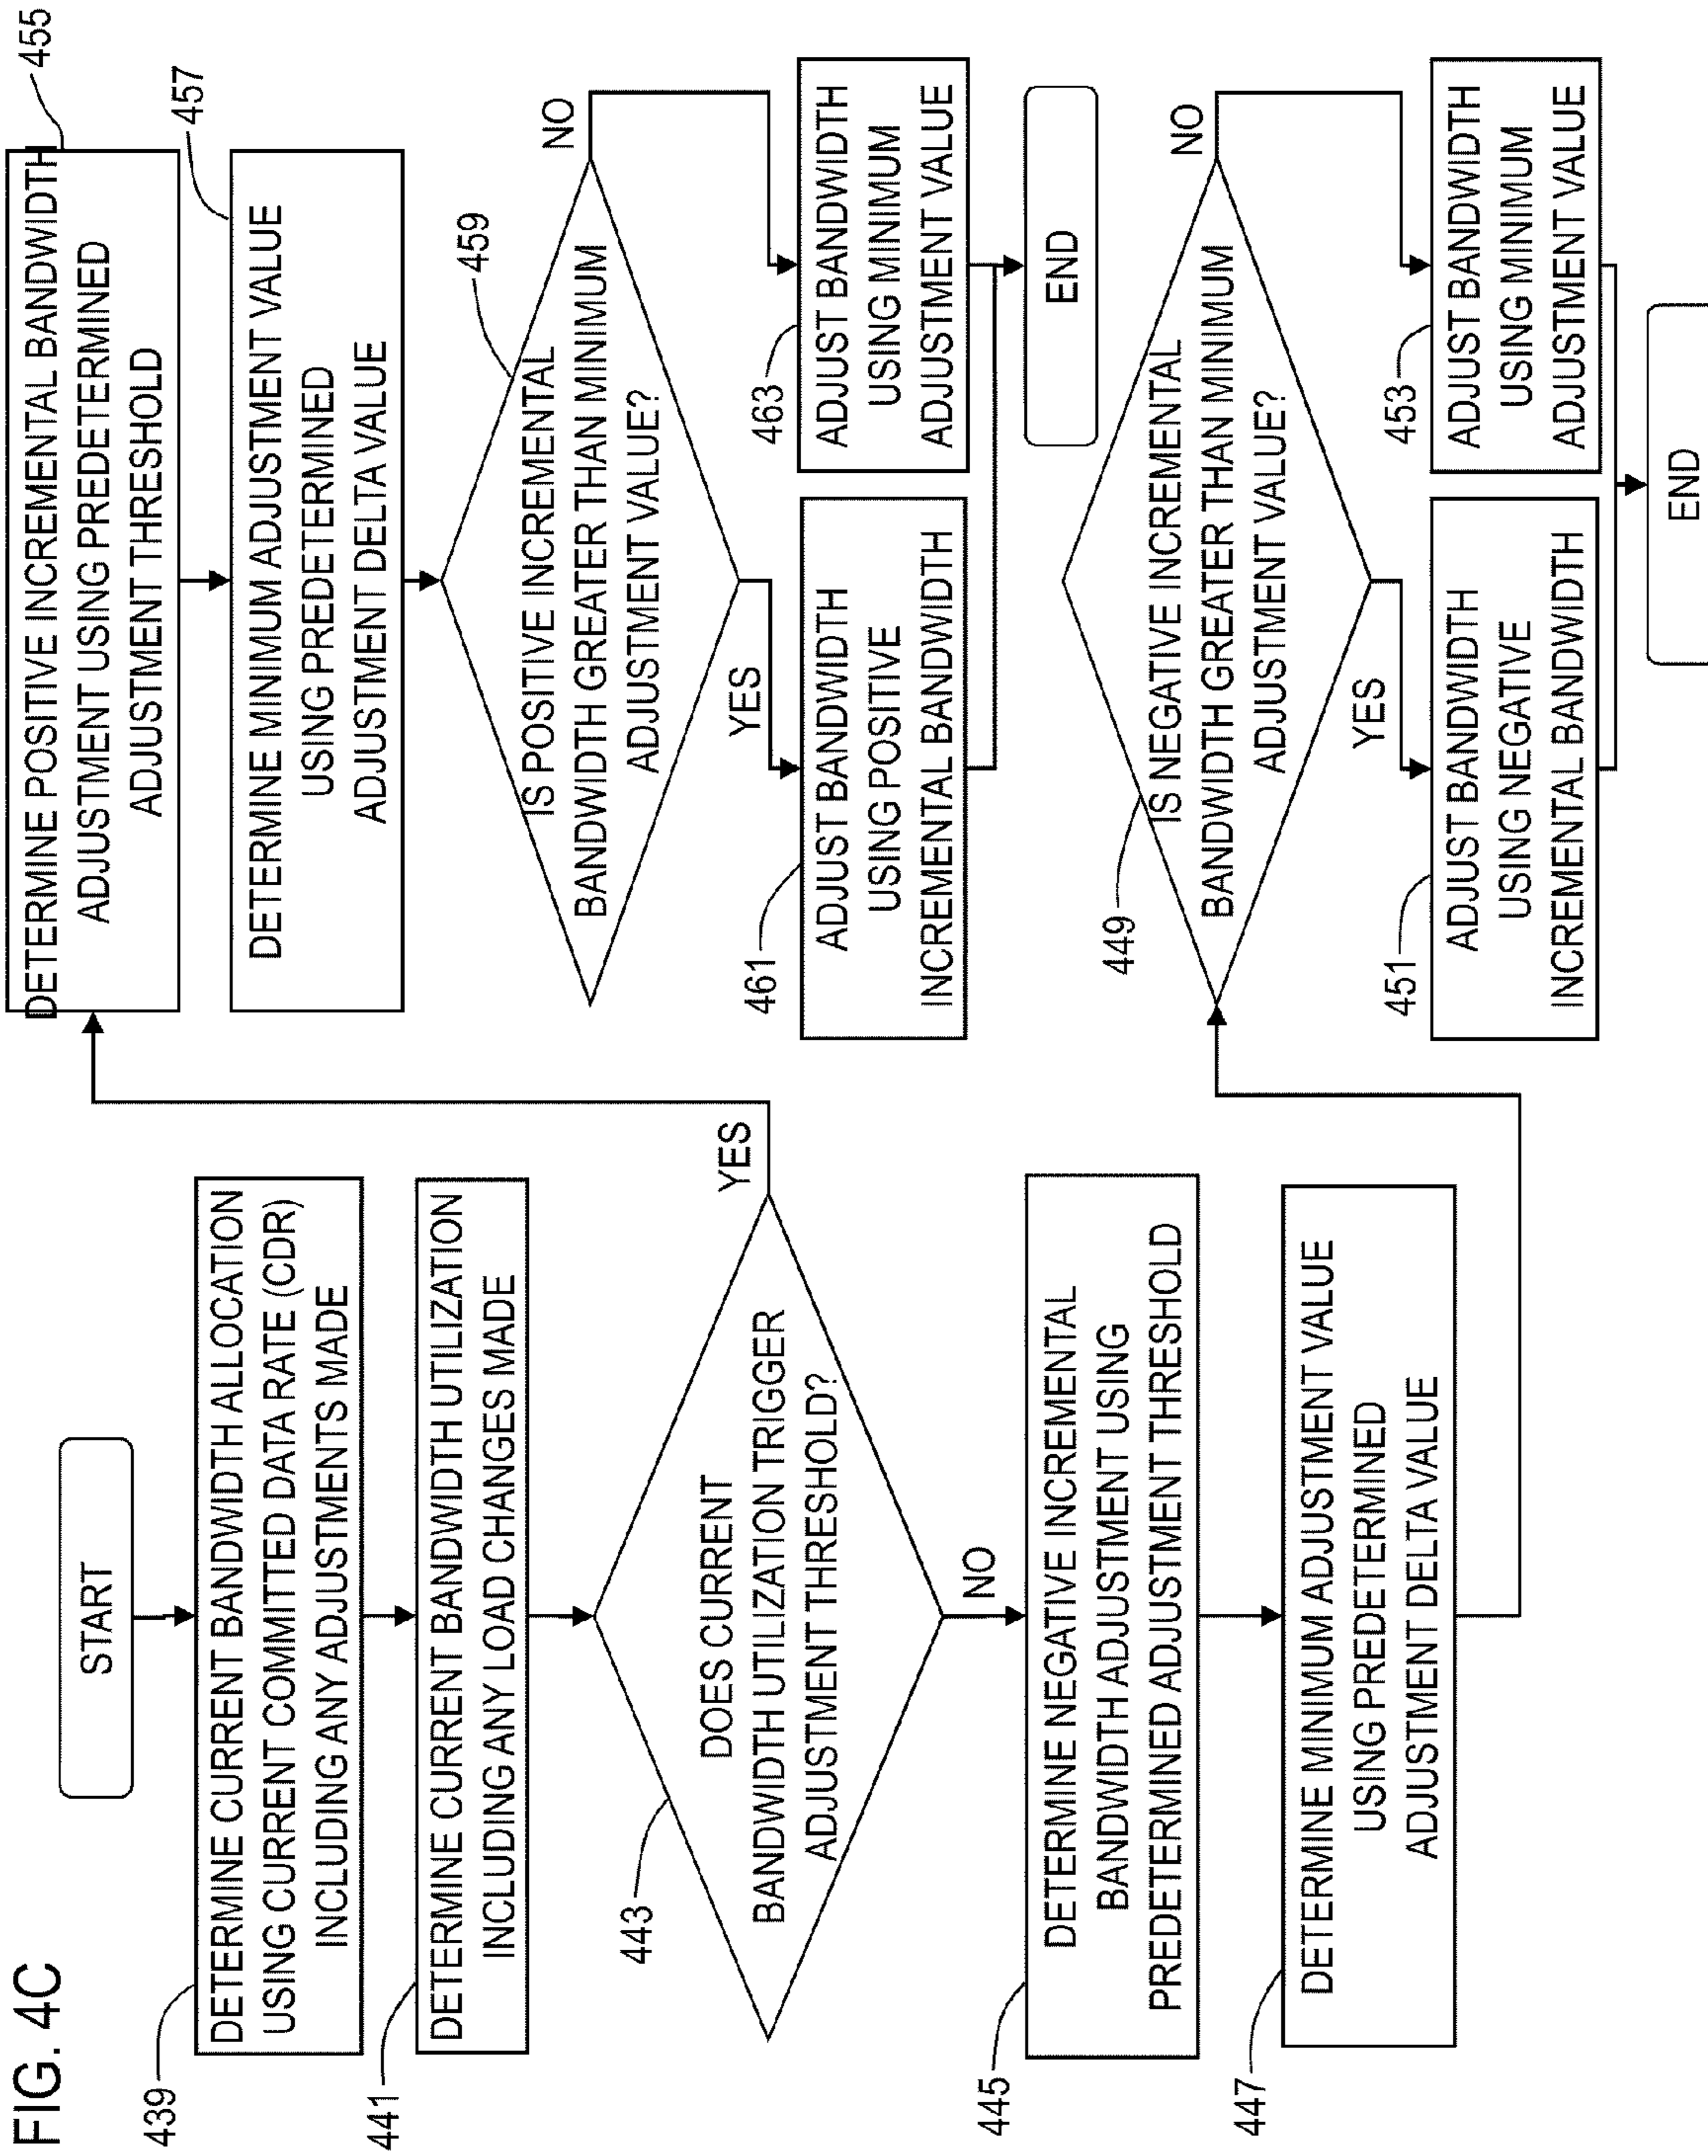 FIG. 4C
START
439
DETERMINE CURRENT BANDWIDTH ALLOCATION
USING CURRENT COMMITTED DATA RATE (CDR)
INCLUDING ANY ADJUSTMENTS MADE
441
DETERMINE CURRENT BANDWIDTH UTILIZATION
INCLUDING ANY LOAD CHANGES MADE
443
DOES CURRENT
BANDWIDTH UTILIZATION TRIGGER
ADJUSTMENT THRESHOLD?
YES
NO
445
DETERMINE NEGATIVE INCREMENTAL
BANDWIDTH ADJUSTMENT USING
PREDETERMINED ADJUSTMENT THRESHOLD
447
DETERMINE MINIMUM ADJUSTMENT VALUE
USING PREDETERMINED
ADJUSTMENT DELTA VALUE
455
DETERMINE POSITIVE INCREMENTAL BANDWIDTH
ADJUSTMENT USING PREDETERMINED
ADJUSTMENT THRESHOLD
457
DETERMINE MINIMUM ADJUSTMENT VALUE
USING PREDETERMINED
ADJUSTMENT DELTA VALUE
459
IS POSITIVE INCREMENTAL
BANDWIDTH GREATER THAN MINIMUM
ADJUSTMENT VALUE?
YES
NO
461
ADJUST BANDWIDTH
USING POSITIVE
INCREMENTAL BANDWIDTH
463
ADJUST BANDWIDTH
USING MINIMUM
ADJUSTMENT VALUE
END
449
IS NEGATIVE INCREMENTAL
BANDWIDTH GREATER THAN MINIMUM
ADJUSTMENT VALUE?
YES
NO
451
ADJUST BANDWIDTH
USING NEGATIVE
INCREMENTAL BANDWIDTH
453
ADJUST BANDWIDTH
USING MINIMUM
ADJUSTMENT VALUE
END